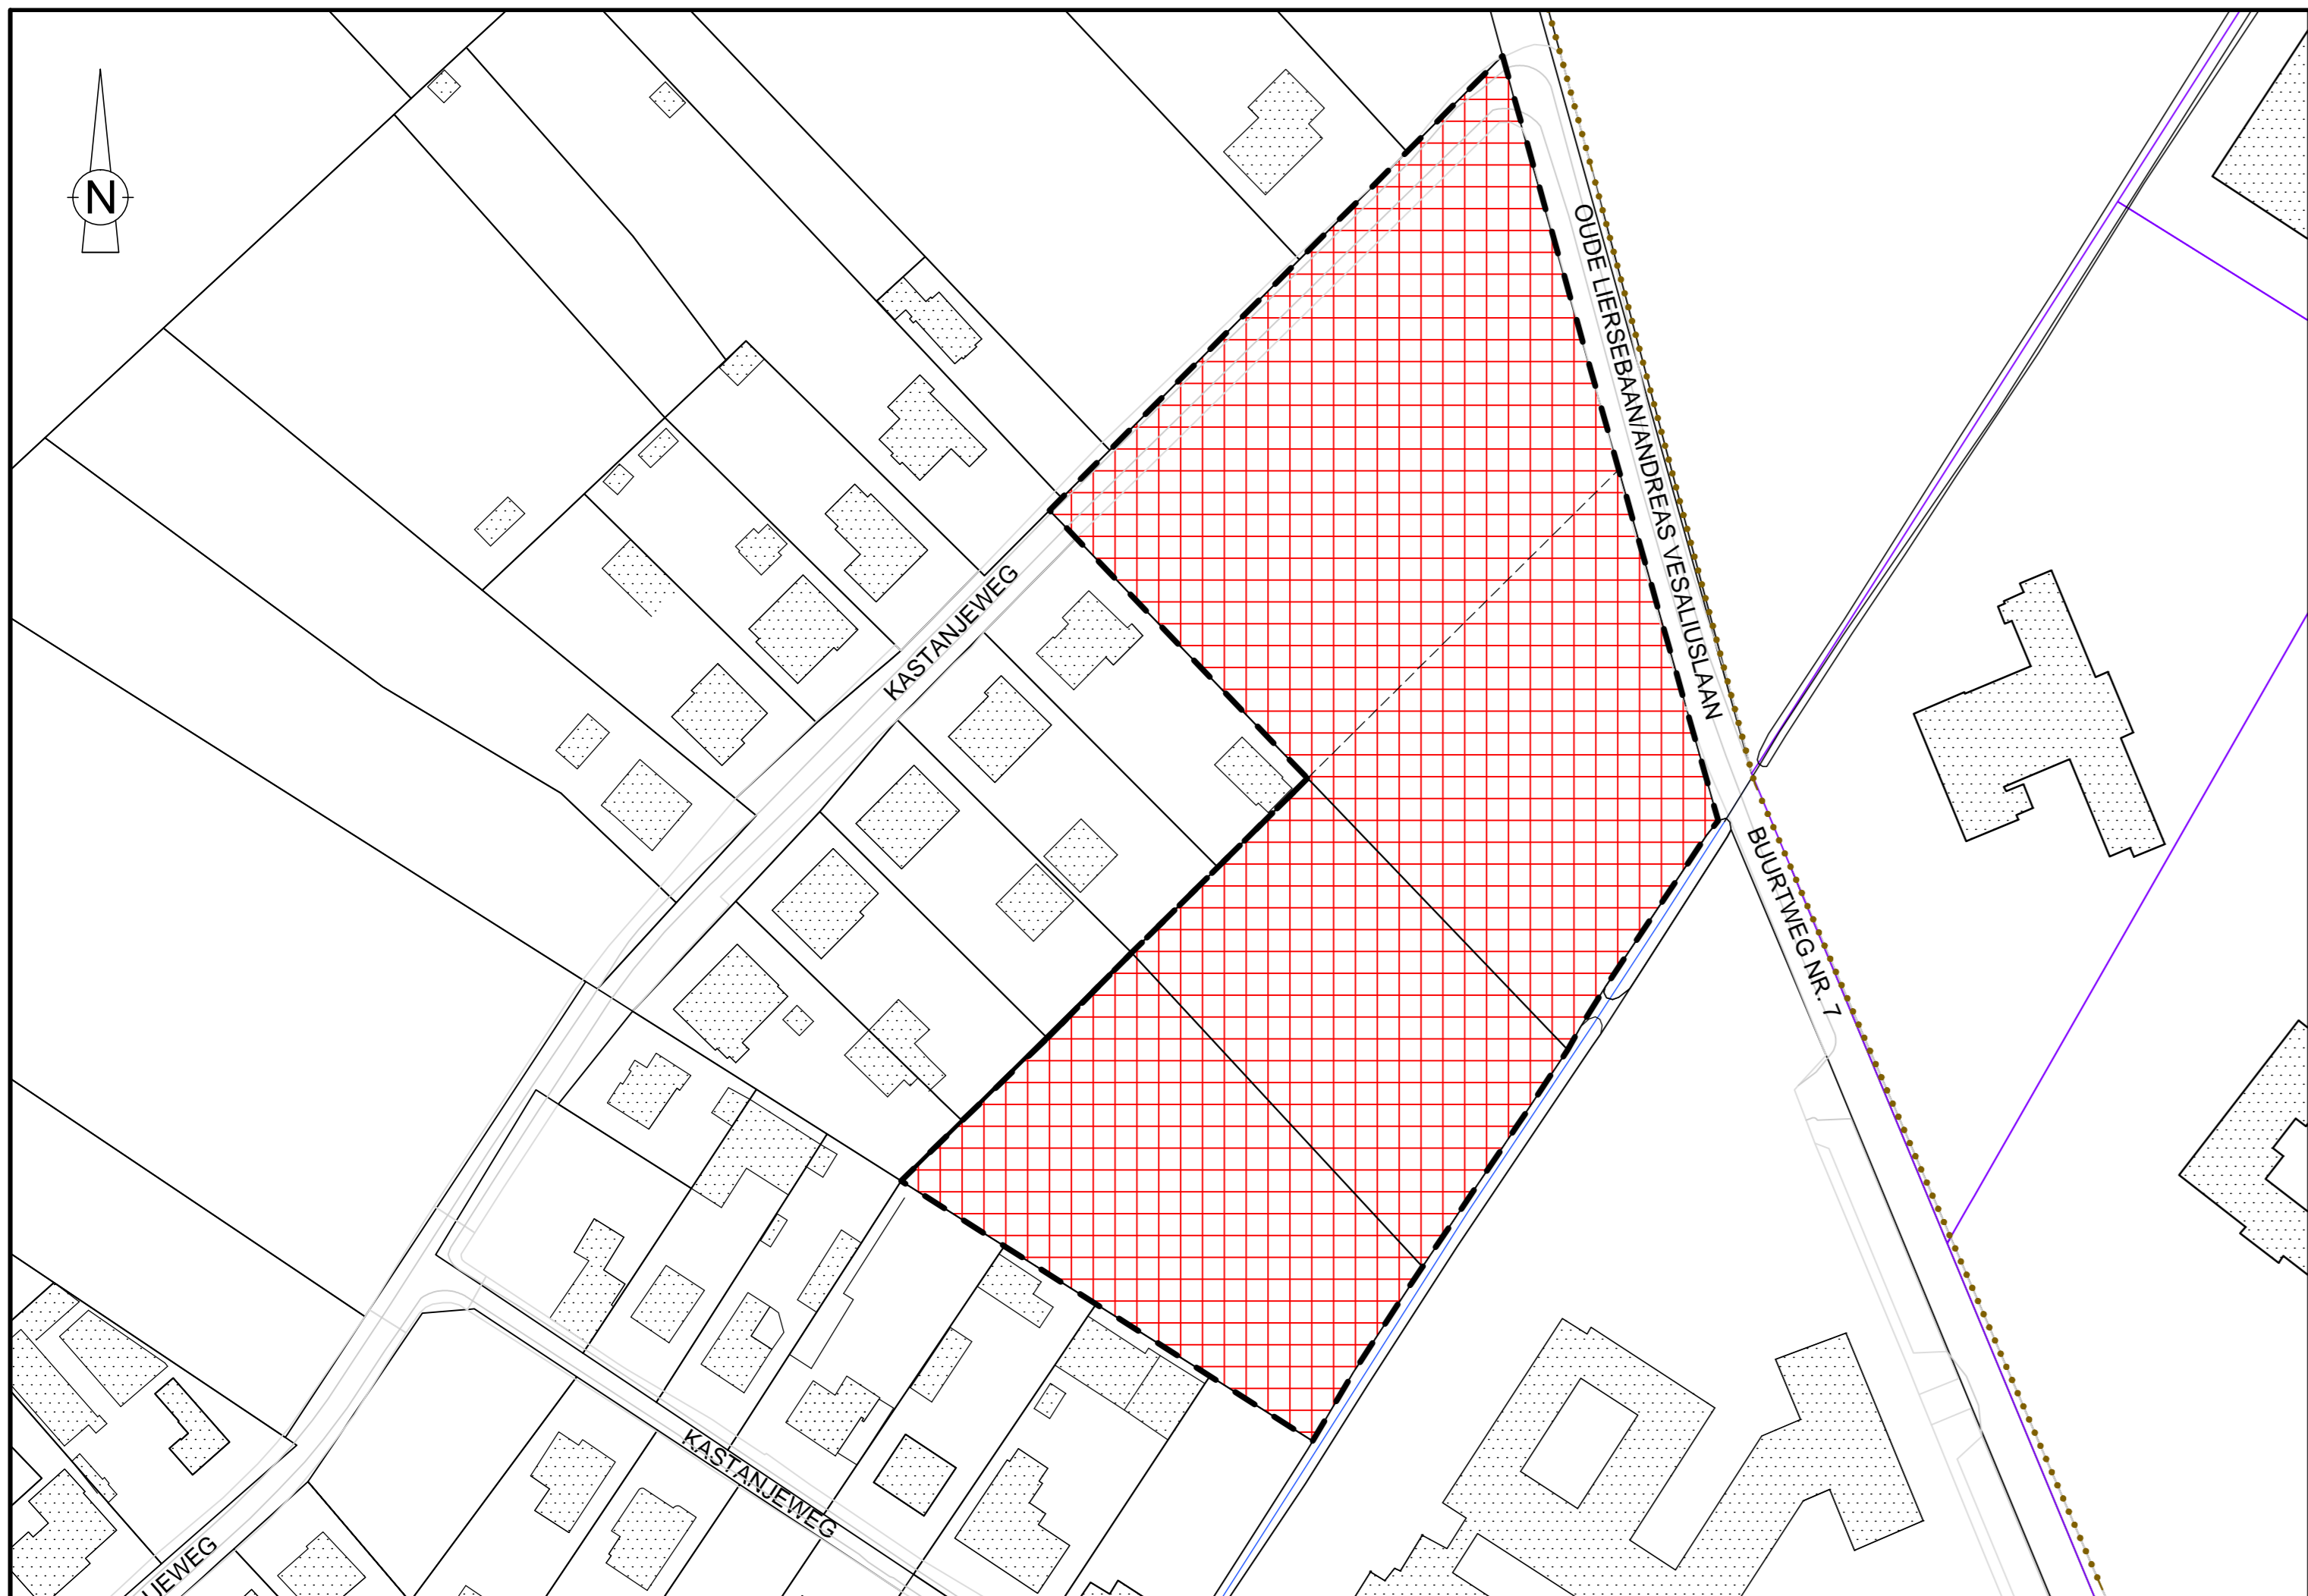 N
OUDE LIERSEBAAN/ANDREAS VESALIUSLAAN
KASTANJEWEG
BUURTWEG NR. 7
KASTANJEWEG
JEWEG